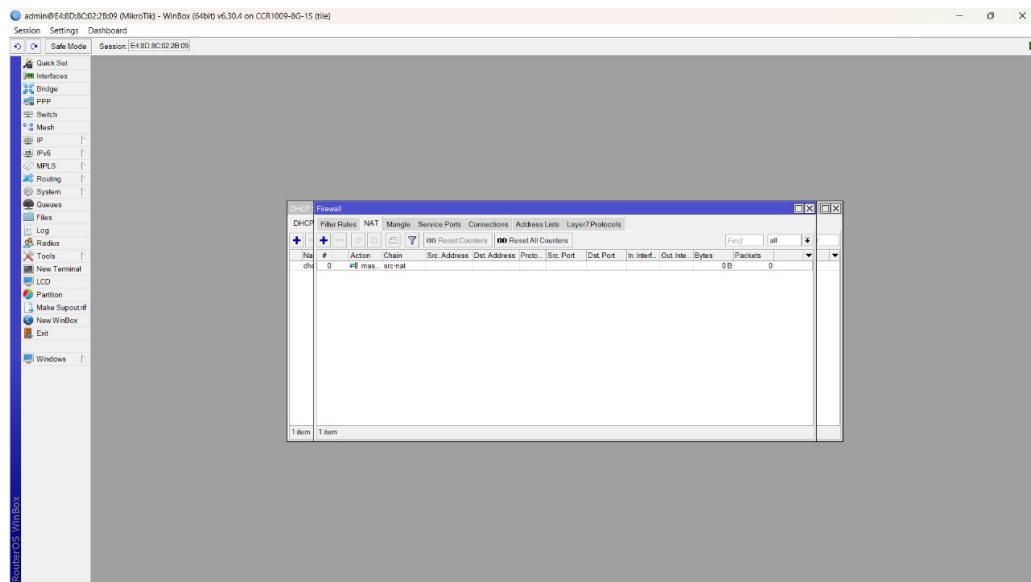 admin@E4:8D:8C:02:2B:09 (MikroTik) - WinBox (64bit) v6.30.4 on CCR1009-8G-1S (tile)
Session Settings Dashboard
Safe Mode Session: E4:8D:8C:02:2B:09
Quick Set
Interfaces
Bridge
PPP
Switch
Mesh
IP
IPv6
MPLS
Routing
System
Queues
Files
Log
Radius
Tools
New Terminal
LCD
Partition
Make Supout.rif
New WinBox
Exit
Windows
RouterOS WinBox
DHCP Firewall
DHCP Filter Rules NAT Mangle Service Ports Connections Address Lists Layer7 Protocols
00 Reset Counters 00 Reset All Counters Find all
Na # Action Chain Src. Address Dst. Address Proto... Src. Port Dst. Port In. Interf... Out. Inte... Bytes Packets
dhc 0 mas... src-nat 0 B 0
1 item 1 item